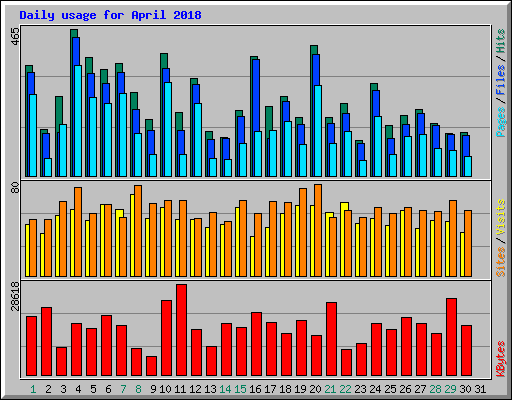 Daily usage for April 2018
465
Pages / Files / Hits
80
Sites / Visits
28618
KBytes
1 2 3 4 5 6 7 8 9 10 11 12 13 14 15 16 17 18 19 20 21 22 23 24 25 26 27 28 29 30 31